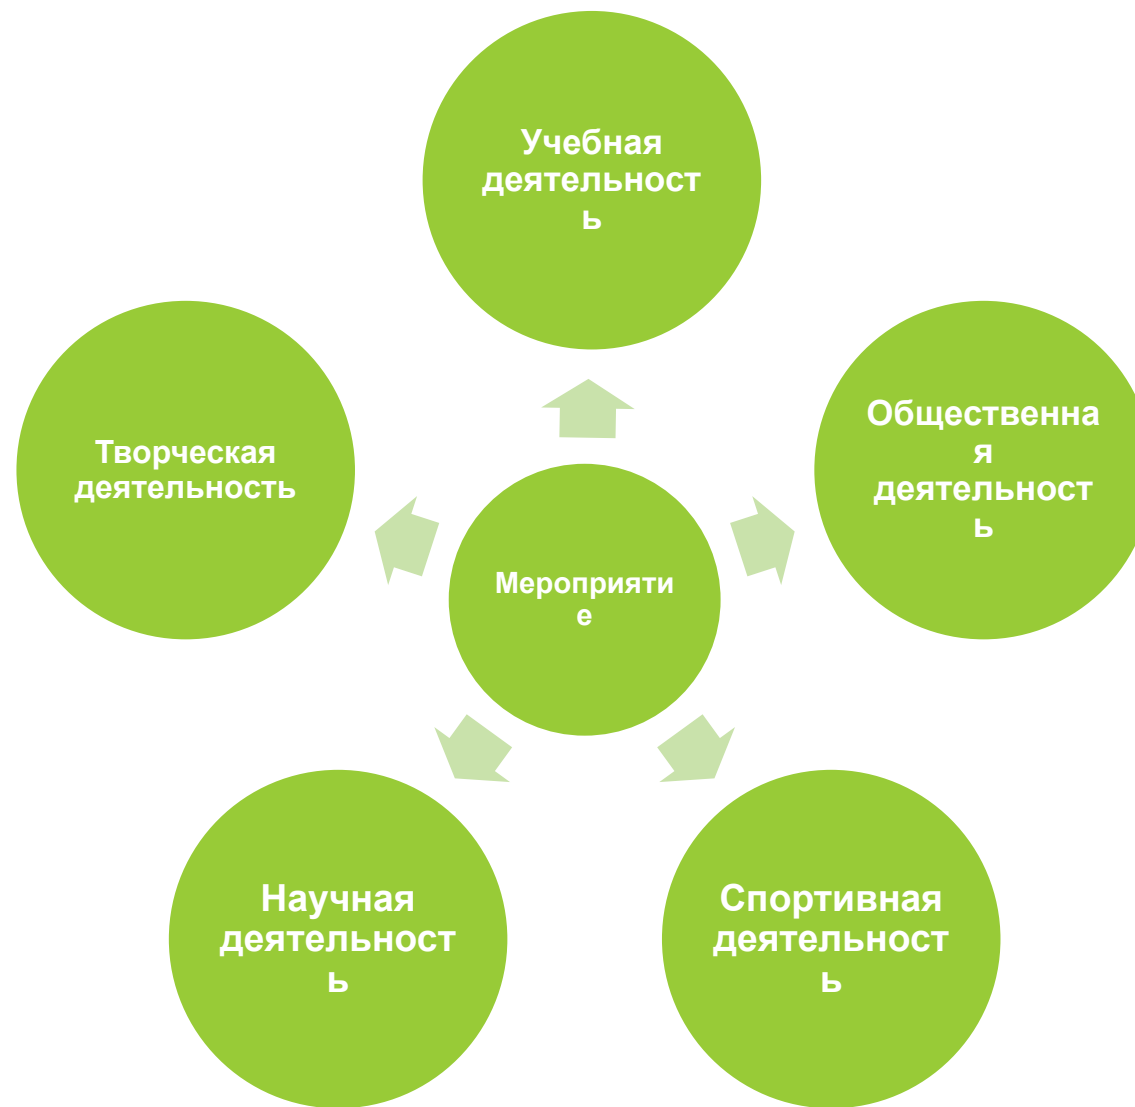 Учебная
деятельност
ь
Общественна
я
деятельност
ь
Творческая
деятельность
Мероприяти
е
Научная
деятельност
ь
Спортивная
деятельност
ь